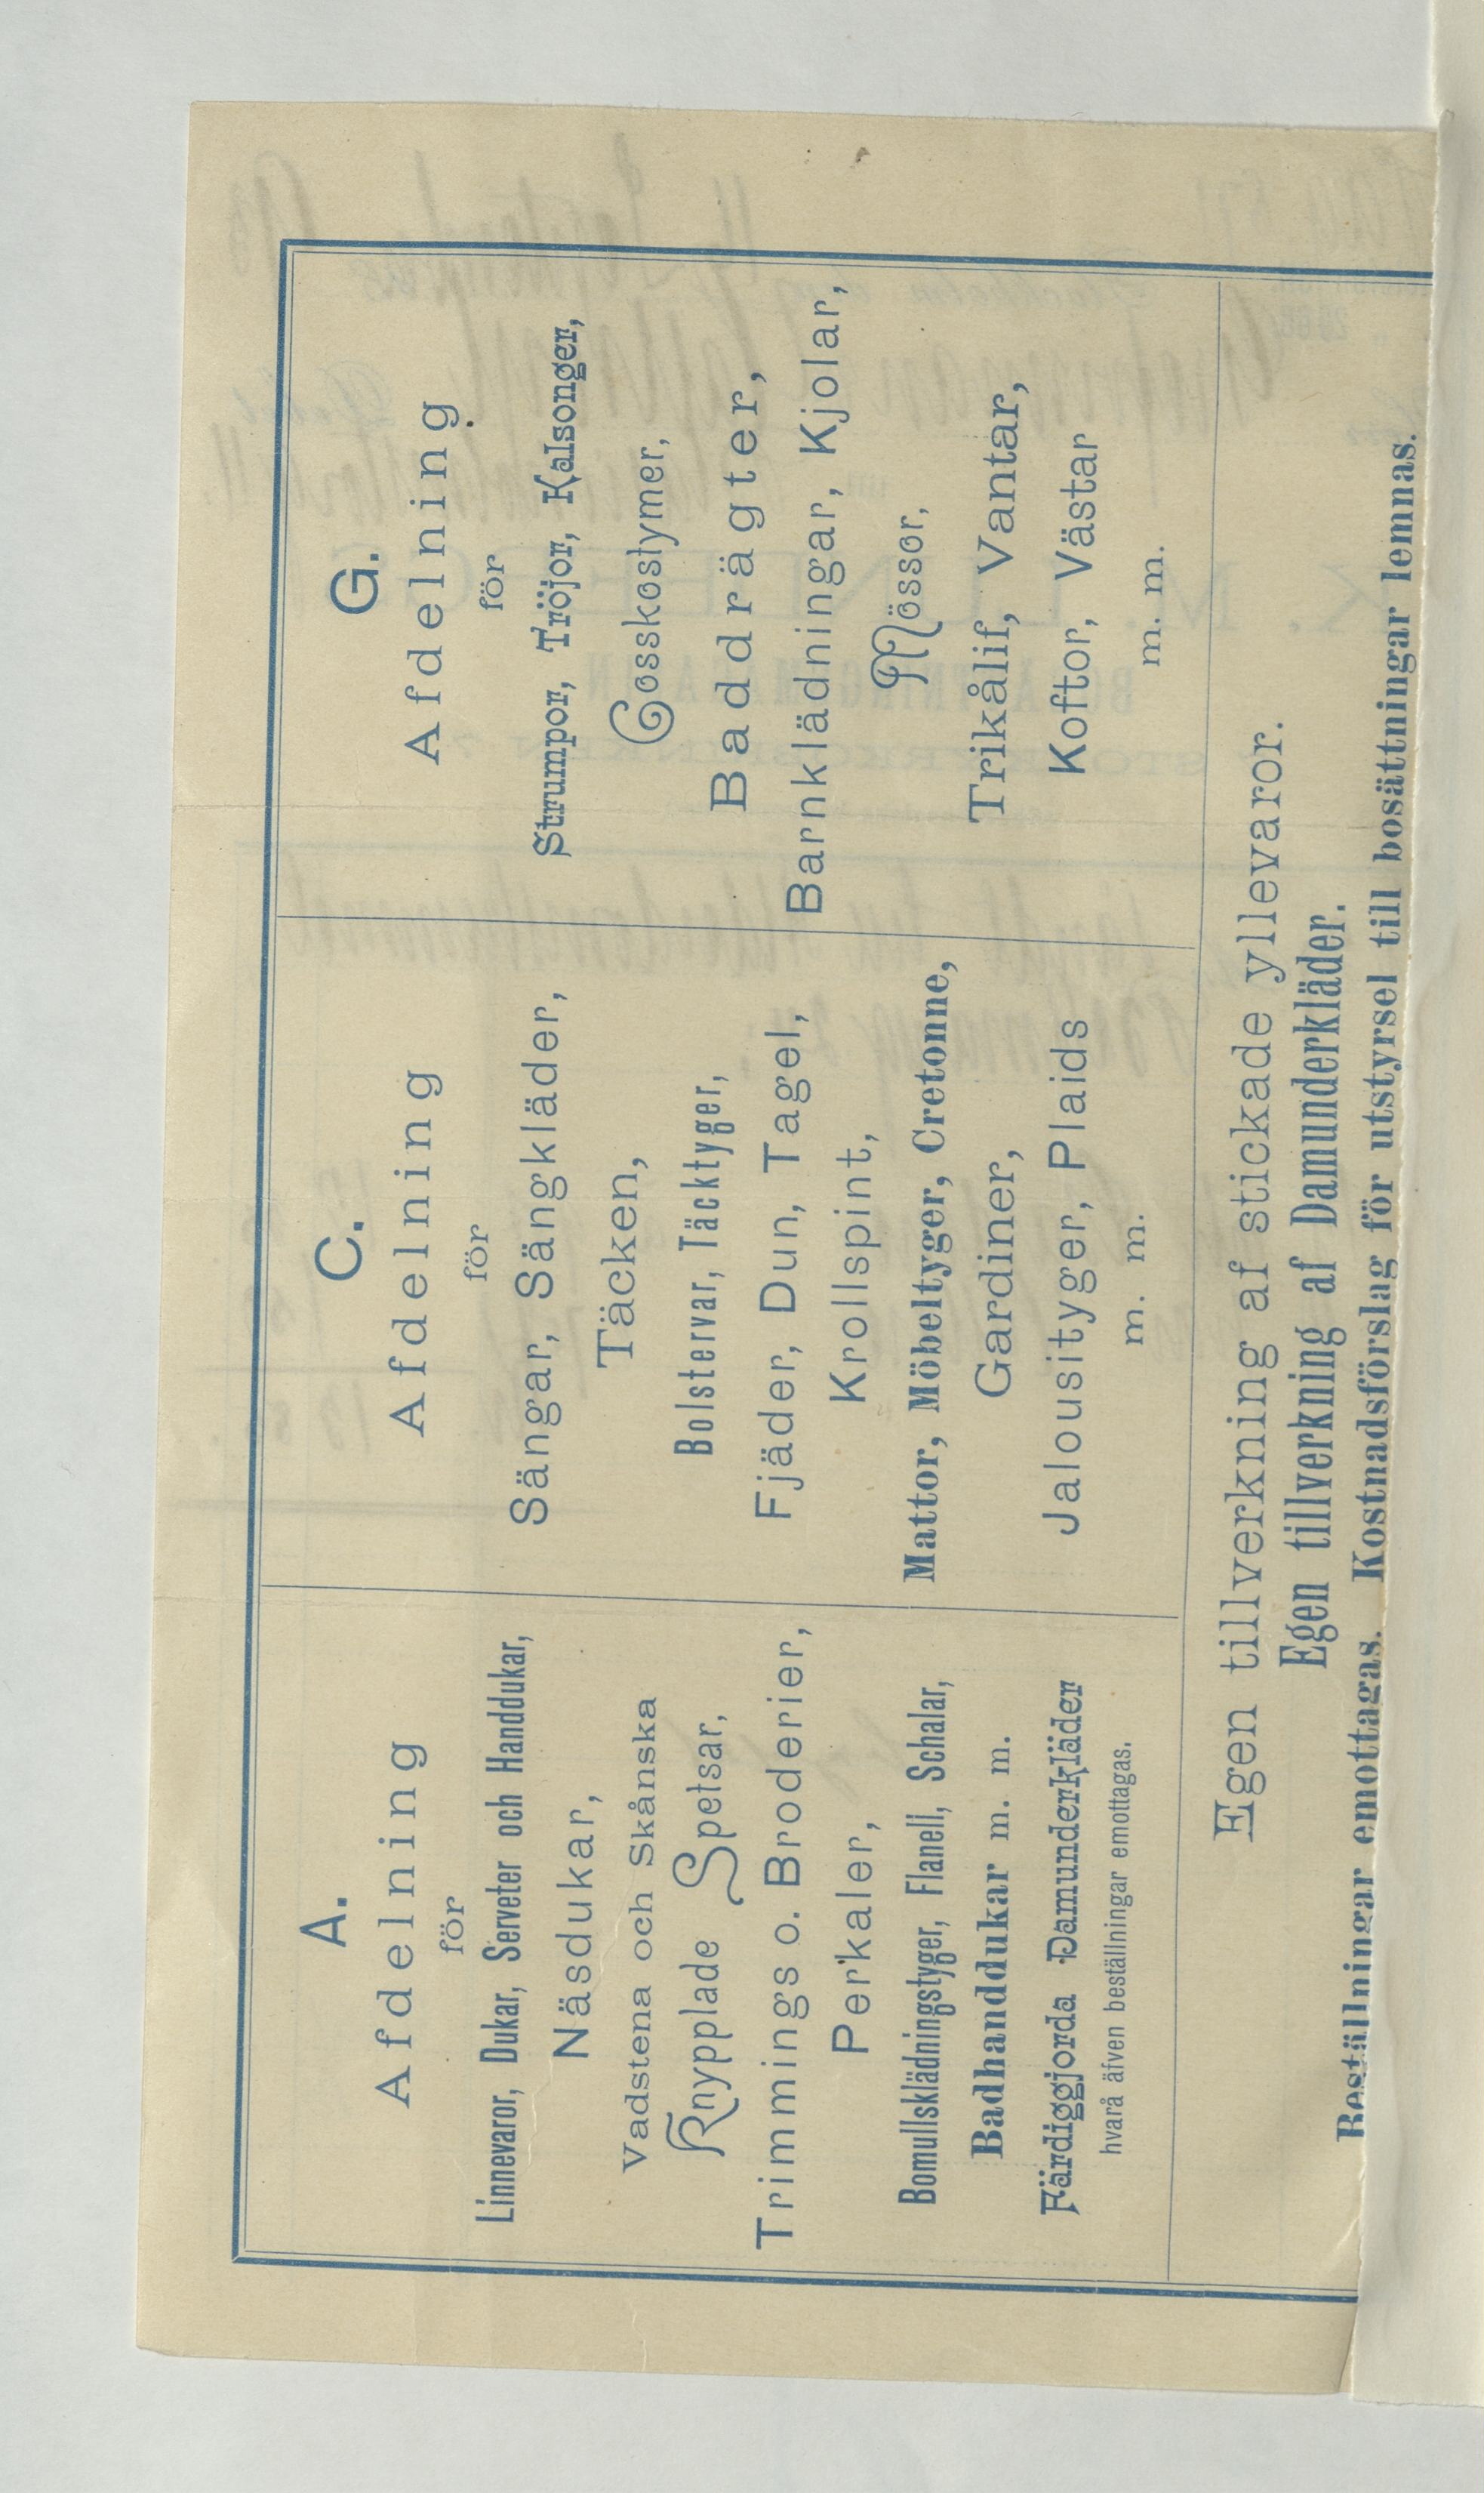 A.
Afdelning
för
Linnevaror, Dukar, Serveter och Handdukar,
Näsdukar,
Vadstena och Skånska
Knypplade Spetsar,
Trimmings o. Broderier,
Perkaler,
Bomullsklädningstyger, Flanell, Schalar,
Badhanddukar m. m.
Färdiggjorda Damunderkläder
hvarå äfven beställningar emottagas.
C.
Afdelning
för
Sängar, Sängkläder,
Täcken,
Bolstervar, Täcktyger,
Fjäder, Dun, Tagel,
Krollspint,
Mattor, Möbeltyger, Cretonne,
Gardiner,
Jalousityger, Plaids
m. m.
G.
Afdelning
för
Strumpor, Tröjor, Kalsonger,
Gosskostymer,
Baddrägter,
Barnklädningar, Kjolar,
Mössor,
Trikålif, Vantar,
Koftor, Västar
m. m.
Egen tillverkning af stickade yllevaror.
Egen tillverkning af Damunderkläder.
Beställningar emottagas. Kostnadsförslag för utstyrsel till bosättningar lemnas.